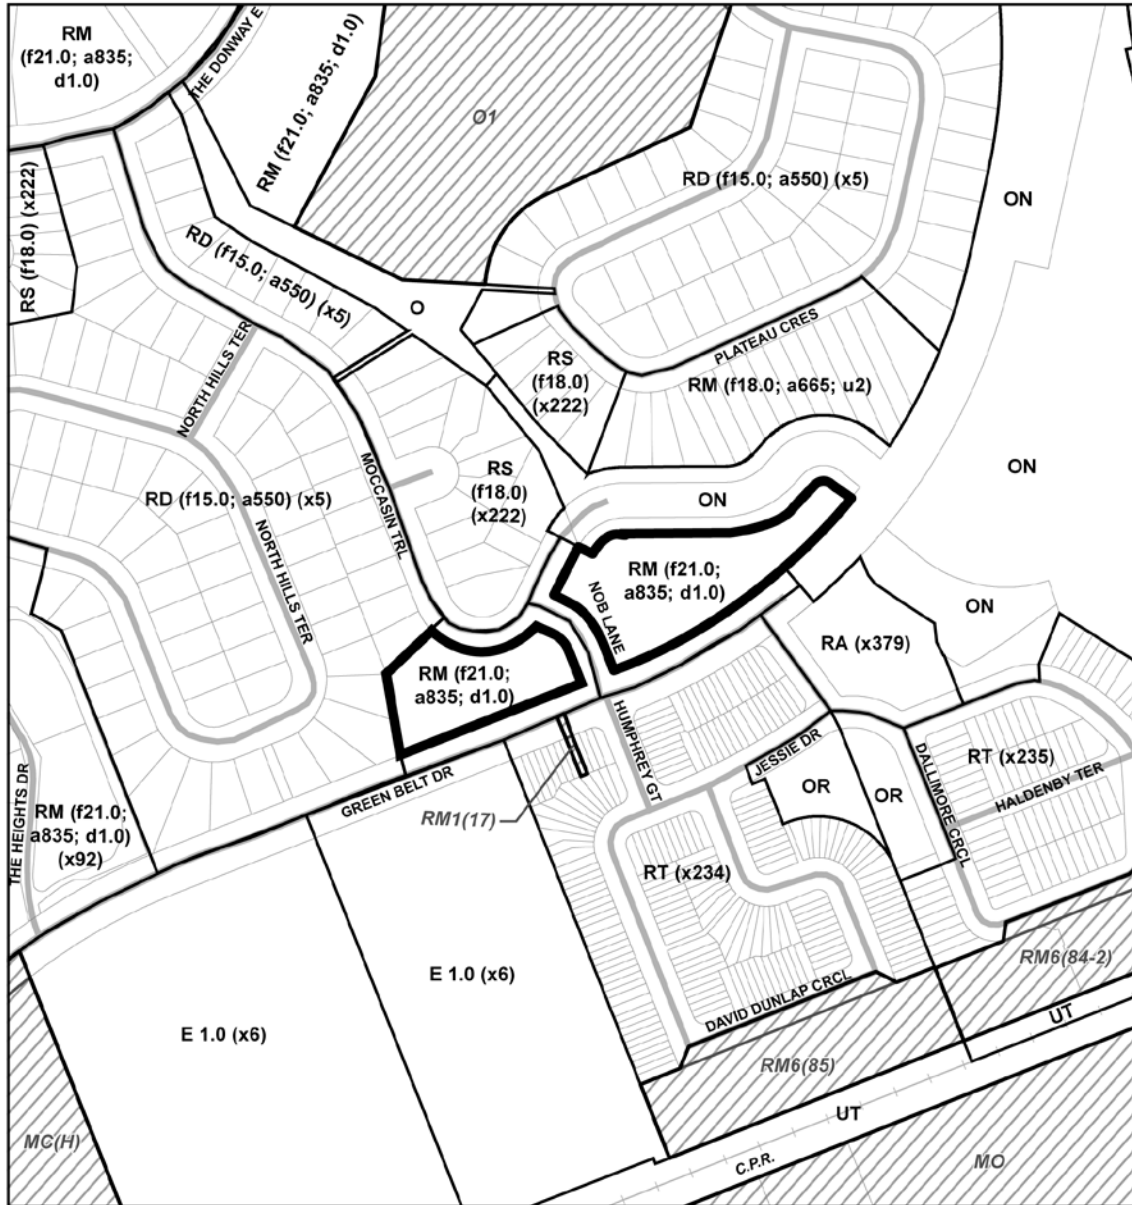 RM
(f21.0; a835;
d1.0)
THE DONWAY E
RM (f21.0; a835; d1.0)
O1
RD (f15.0; a550) (x5)
ON
RS (f18.0) (x222)
RD (f15.0; a550) (x5)
O
NORTH HILLS TER
PLATEAU CRES
RS
(f18.0)
(x222)
RM (f18.0; a665; u2)
MOCCASIN TRL
RS
(f18.0)
(x222)
ON
ON
RD (f15.0; a550) (x5)
NORTH HILLS TER
RM (f21.0;
a835; d1.0)
NOB LANE
ON
RA (x379)
RM (f21.0;
a835; d1.0)
HUMPHREY GT
JESSIE DR
DALLIMORE CRCL
RT (x235)
HALDENBY TER
GREEN BELT DR
OR
OR
THE HEIGHTS DR
RM (f21.0;
a835; d1.0)
(x92)
RM1(17)
RT (x234)
RM6(84-2)
E 1.0 (x6)
DAVID DUNLAP CRCL
UT
E 1.0 (x6)
RM6(85)
UT
MC(H)
C.P.R.
MO